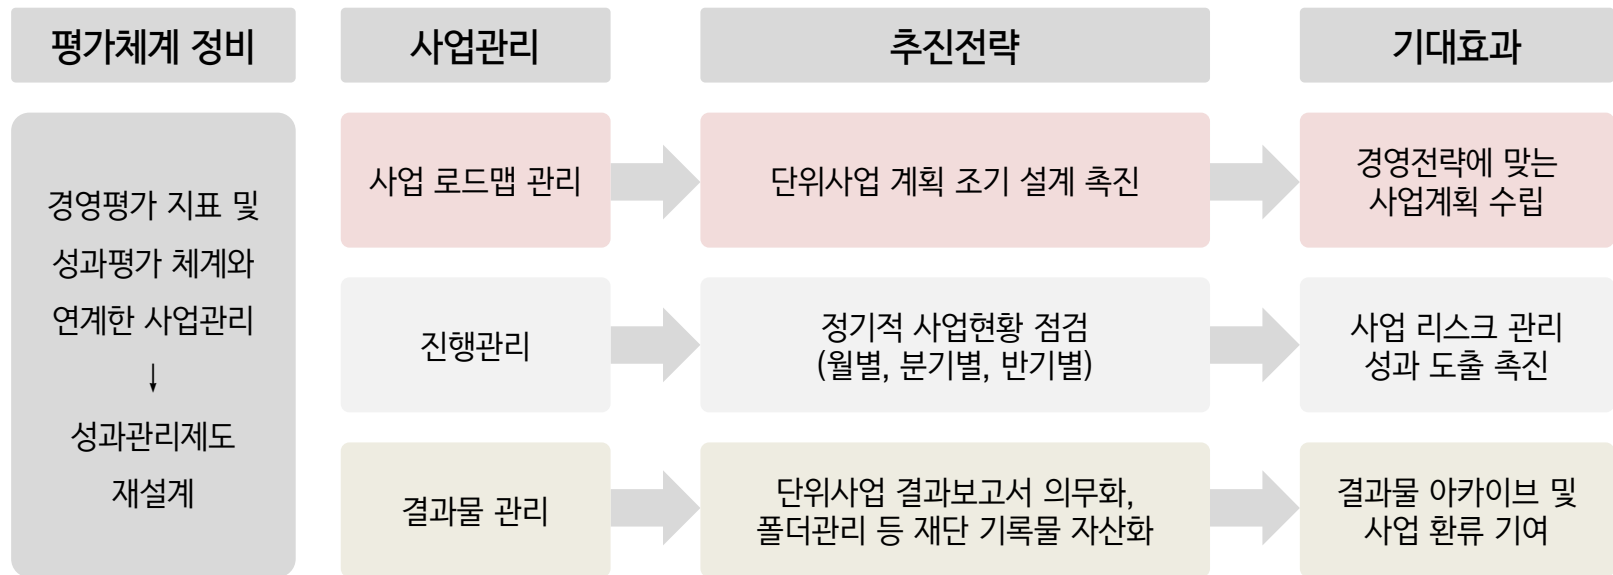 평가체계 정비
사업관리
추진전략
기대효과
경영평가 지표 및
성과평가 체계와
연계한 사업관리
↓
성과관리제도
재설계
사업 로드맵 관리
단위사업 계획 조기 설계 촉진
경영전략에 맞는
사업계획 수립
진행관리
정기적 사업현황 점검
(월별, 분기별, 반기별)
사업 리스크 관리
성과 도출 촉진
결과물 관리
단위사업 결과보고서 의무화,
폴더관리 등 재단 기록물 자산화
결과물 아카이브 및
사업 환류 기여